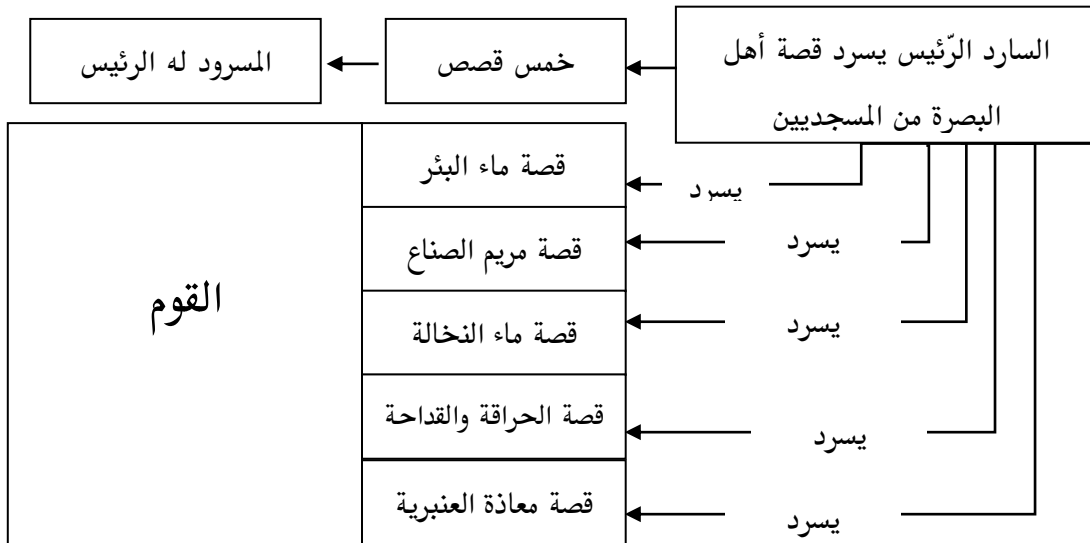 السارد الرّئيس يسرد قصة أهل
البصرة من المسجديين
خمس قصص
المسرود له الرئيس
يسرد
قصة ماء البئر
يسرد
قصة مريم الصناع
يسرد
قصة ماء النخالة
يسرد
قصة الحراقة والقداحة
يسرد
قصة معاذة العنبرية
القوم